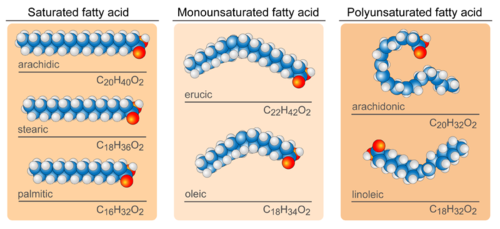 Saturated fatty acid
arachidic
C20H40O2
stearic
C18H36O2
palmitic
C16H32O2
Monounsaturated fatty acid
erucic
C22H42O2
oleic
C18H34O2
Polyunsaturated fatty acid
arachidonic
C20H32O2
linoleic
C18H32O2